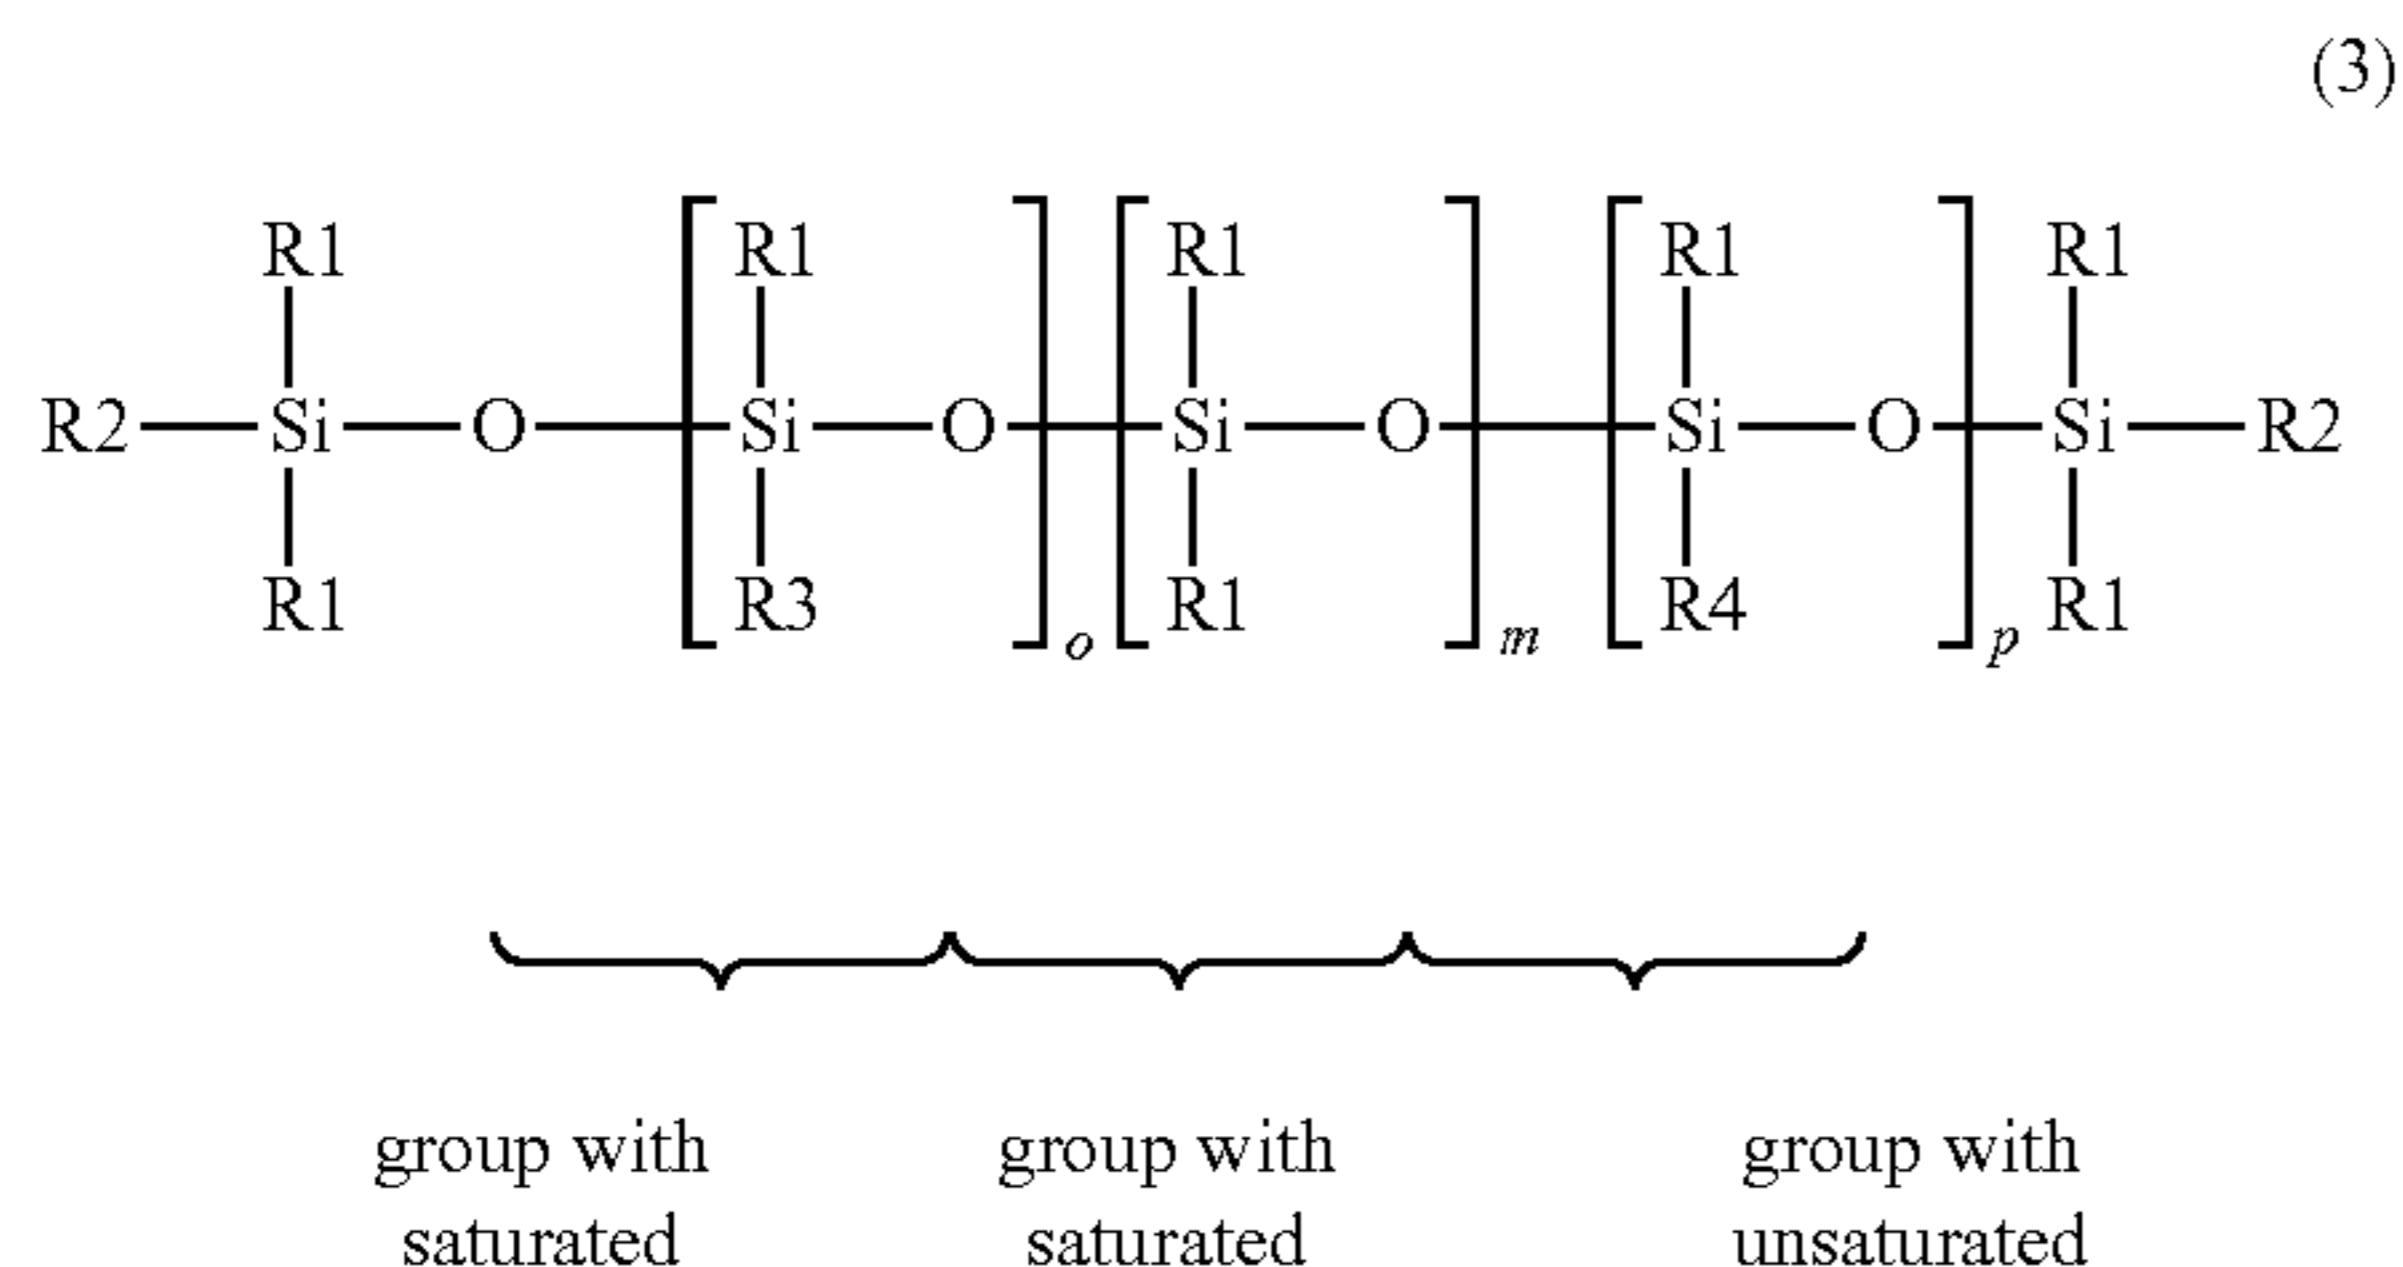 (3)
R1 R1 R1 R1 R1
R2 Si O Si O Si O Si O Si R2
R1 R3 R1 R4 R1
o m p
group with group with group with
saturated saturated unsaturated